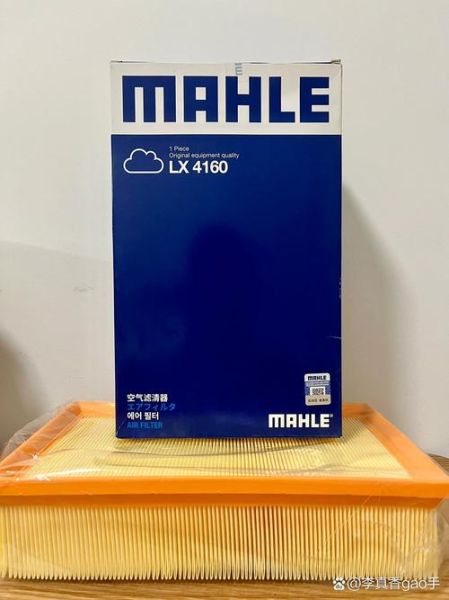 MAHLE
1 Piece
Original equipment quality
LX 4160
MAHLE
空气滤清器
エアフィルタ
에어 필터
AIR FILTER
MAHLE
@李真香gao手